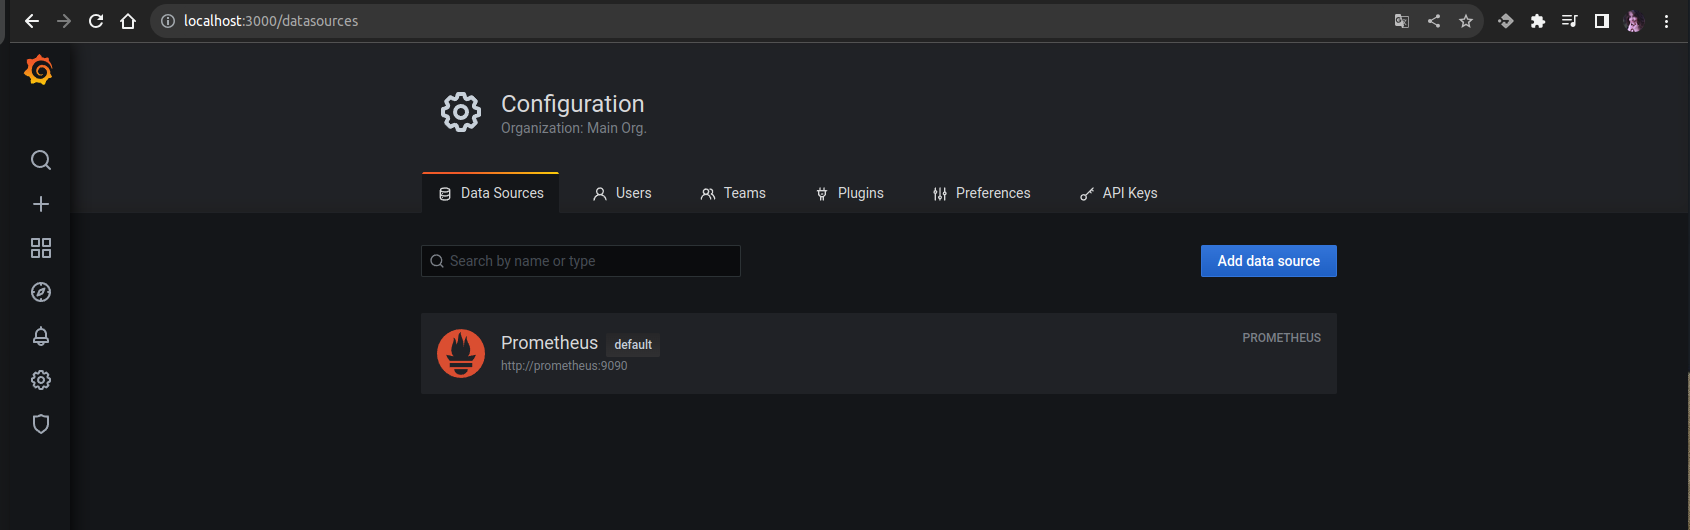 localhost:3000/datasources
Configuration
Organization: Main Org.
Data Sources Users Teams Plugins Preferences API Keys
Search by name or type Add data source
Prometheus default PROMETHEUS
http://prometheus:9090